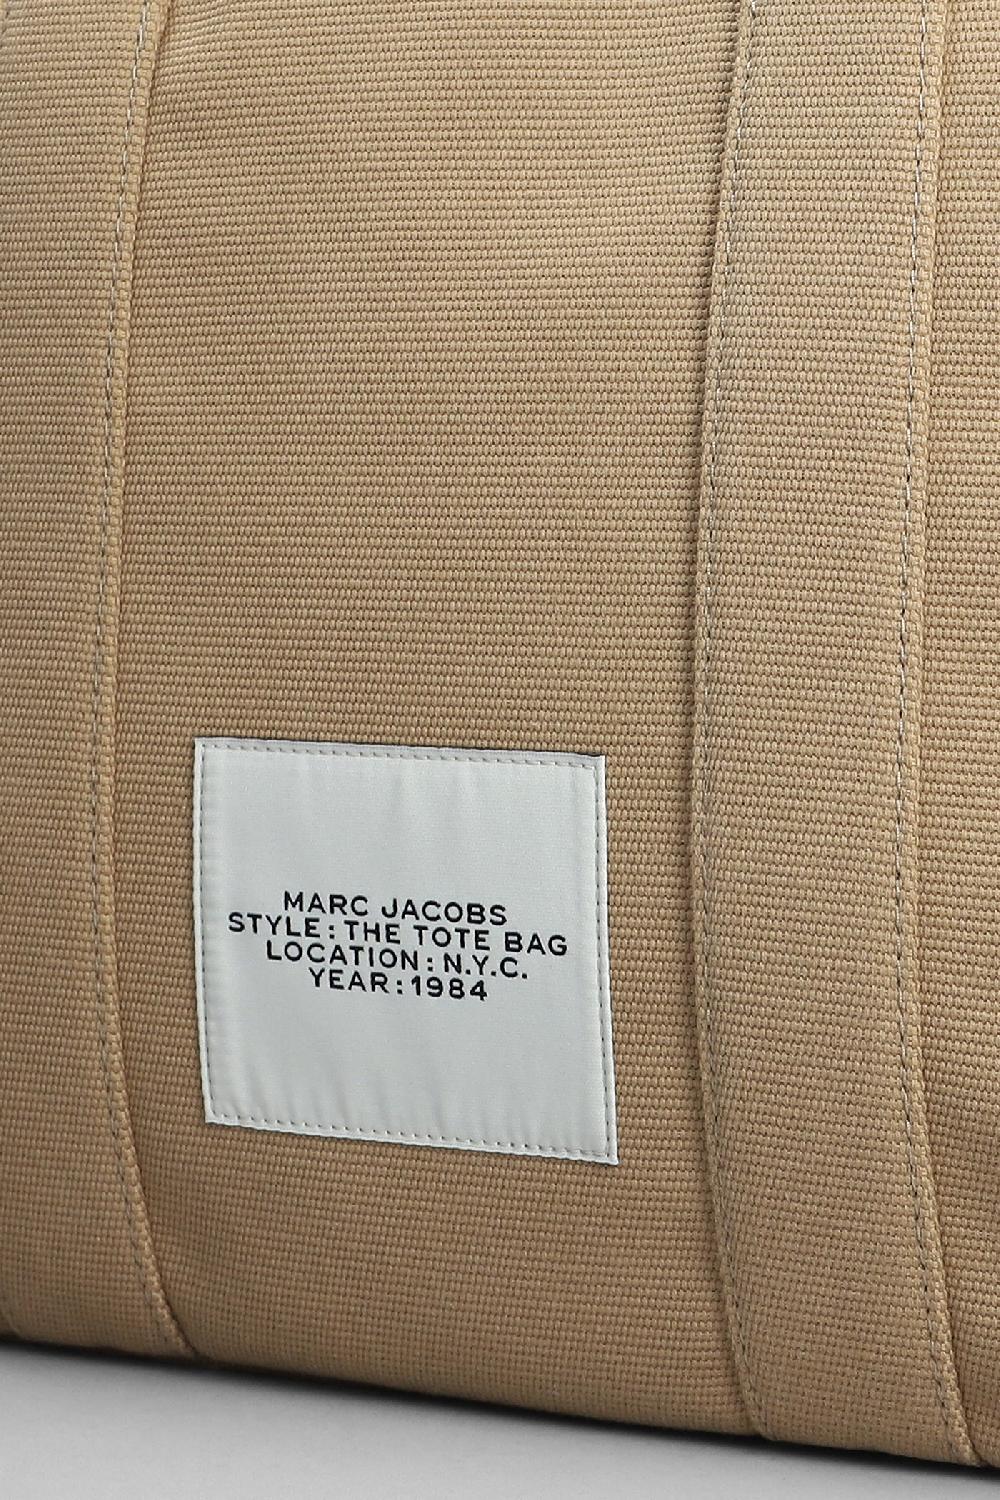 MARC JACOBS
STYLE: THE TOTE BAG
LOCATION: N.Y.C.
YEAR:1984